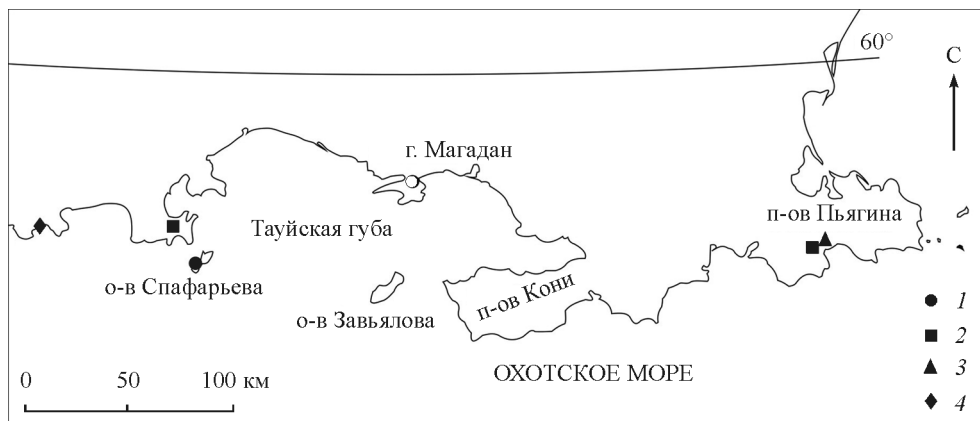 60°
С
г. Магадан
п-ов Пьягина
Тауйская губа
о-в Спафарьева
п-ов Кони
о-в Завьялова
1
2
3
4
0 50 100 км
ОХОТСКОЕ МОРЕ